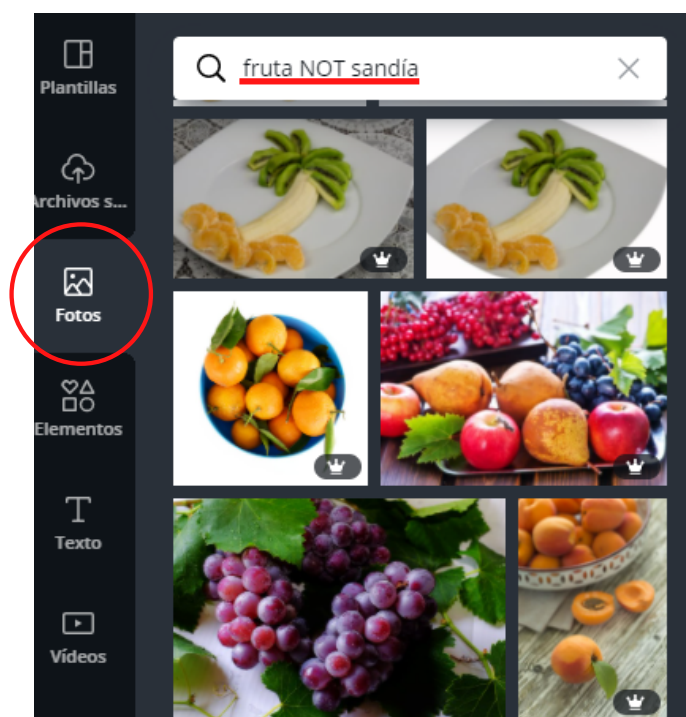 fruta NOT sandía
Plantillas
Archivos s...
Fotos
Elementos
Texto
Vídeos